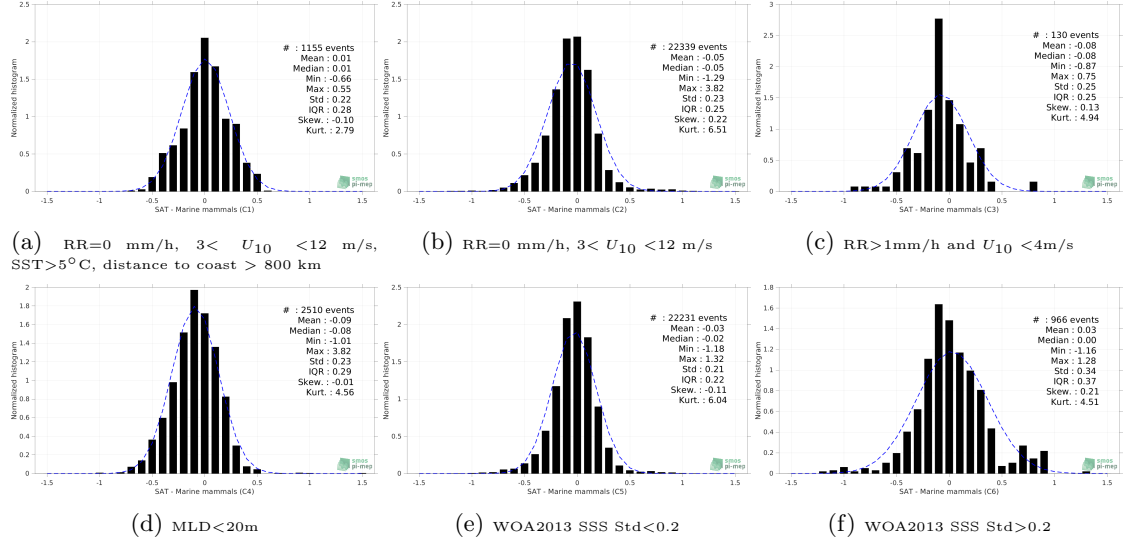 2.5
2
1.5
1
0.5
0
Normalized histogram
# : 1155 events
Mean : 0.01
Median : 0.01
Min : -0.66
Max : 0.55
Std : 0.22
IQR : 0.28
Skew. : -0.10
Kurt. : 2.79
smos
pi-mep
-1.5 -1 -0.5 0 0.5 1 1.5
SAT - Marine mammals (C1)
(a) RR=0 mm/h, 3< U10 <12 m/s,
SST>5°C, distance to coast > 800 km
2.5
2
1.5
1
0.5
0
Normalized histogram
# : 22339 events
Mean : -0.05
Median : -0.05
Min : -1.29
Max : 3.82
Std : 0.23
IQR : 0.25
Skew. : 0.22
Kurt. : 6.51
smos
pi-mep
-1.5 -1 -0.5 0 0.5 1 1.5
SAT - Marine mammals (C2)
(b) RR=0 mm/h, 3< U10 <12 m/s
3
2.5
2
1.5
1
0.5
0
Normalized histogram
# : 130 events
Mean : -0.08
Median : -0.08
Min : -0.87
Max : 0.75
Std : 0.25
IQR : 0.25
Skew. : 0.13
Kurt. : 4.94
smos
pi-mep
-1.5 -1 -0.5 0 0.5 1 1.5
SAT - Marine mammals (C3)
(c) RR>1mm/h and U10 <4m/s
2
1.8
1.6
1.4
1.2
1
0.8
0.6
0.4
0.2
0
Normalized histogram
# : 2510 events
Mean : -0.09
Median : -0.08
Min : -1.01
Max : 3.82
Std : 0.23
IQR : 0.29
Skew. : -0.01
Kurt. : 4.56
smos
pi-mep
-1.5 -1 -0.5 0 0.5 1 1.5
SAT - Marine mammals (C4)
(d) MLD<20m
2.5
2
1.5
1
0.5
0
Normalized histogram
# : 22231 events
Mean : -0.03
Median : -0.02
Min : -1.18
Max : 1.32
Std : 0.21
IQR : 0.22
Skew. : -0.11
Kurt. : 6.04
smos
pi-mep
-1.5 -1 -0.5 0 0.5 1 1.5
SAT - Marine mammals (C5)
(e) WOA2013 SSS Std<0.2
1.8
1.6
1.4
1.2
1
0.8
0.6
0.4
0.2
0
Normalized histogram
# : 966 events
Mean : 0.03
Median : 0.00
Min : -1.16
Max : 1.28
Std : 0.34
IQR : 0.37
Skew. : 0.21
Kurt. : 4.51
smos
pi-mep
-1.5 -1 -0.5 0 0.5 1 1.5
SAT - Marine mammals (C6)
(f) WOA2013 SSS Std>0.2